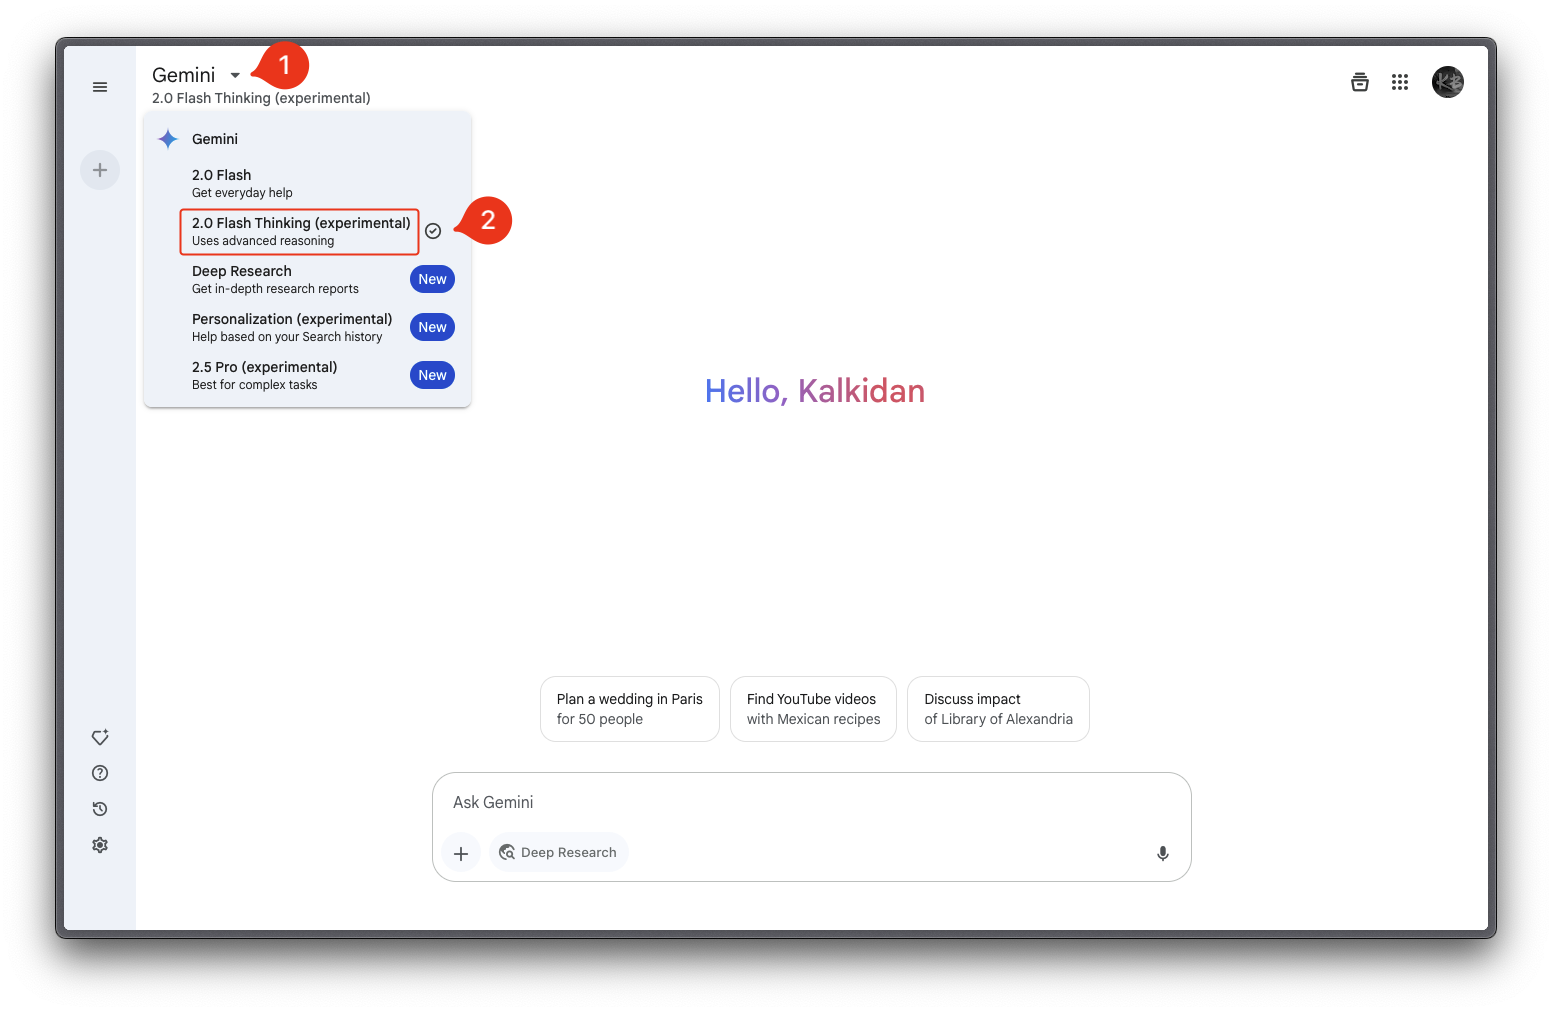 Gemini
1
2.0 Flash Thinking (experimental)
Gemini
2.0 Flash
Get everyday help
2.0 Flash Thinking (experimental)
Uses advanced reasoning
2
Deep Research
Get in-depth research reports
New
Personalization (experimental)
Help based on your Search history
New
2.5 Pro (experimental)
Best for complex tasks
New
Hello, Kalkidan
Plan a wedding in Paris
for 50 people
Find YouTube videos
with Mexican recipes
Discuss impact
of Library of Alexandria
Ask Gemini
Deep Research
KB